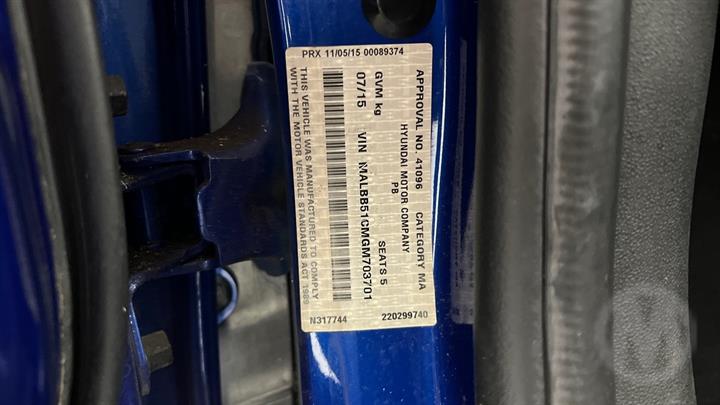 PRX 11/05/15 00089374
APPROVAL NO. 41096 CATEGORY MA
HYUNDAI MOTOR COMPANY
PB
GVM kg SEATS 5
07/15 VIN MALBB51CMGM703701
THIS VEHICLE WAS MANUFACTURED TO COMPLY
WITH THE MOTOR VEHICLE STANDARDS ACT 1989
N317744 220299740
M